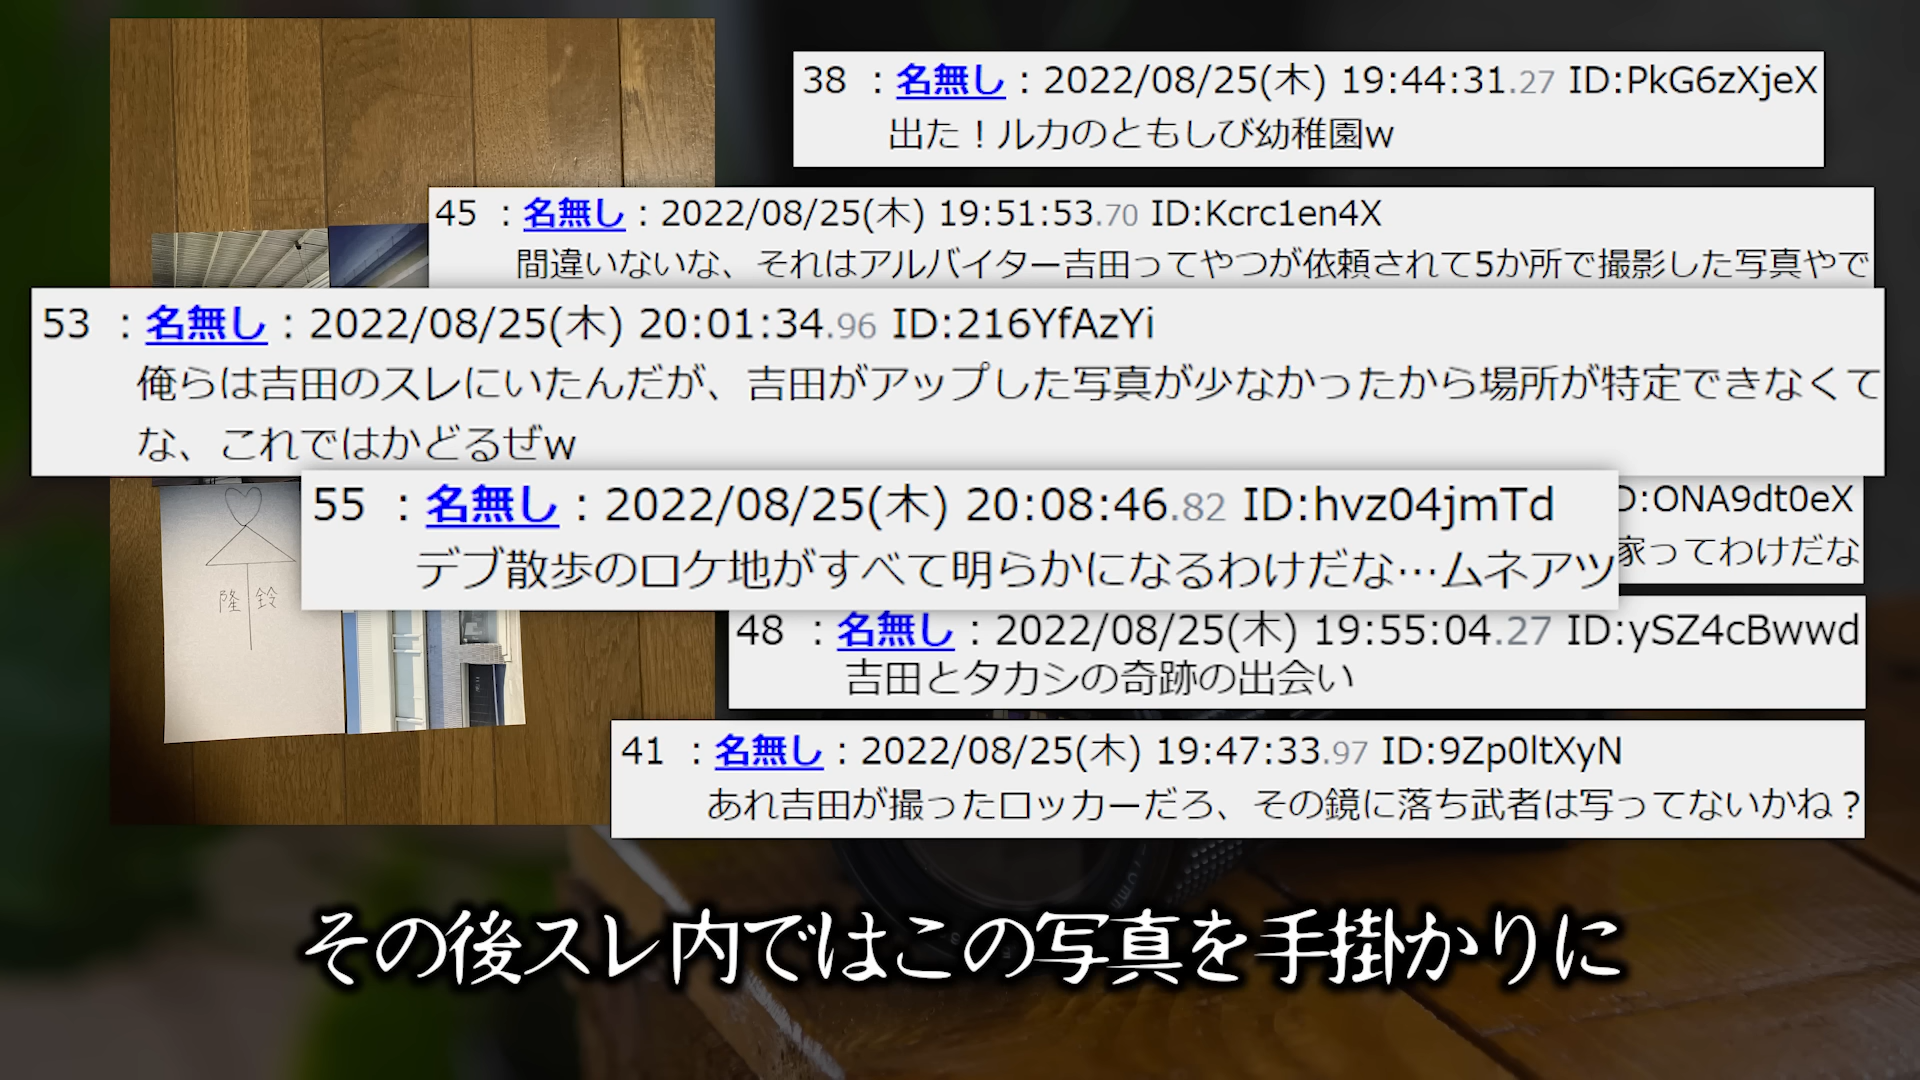 38 ：名無し：2022/08/25(木) 19:44:31.27 ID:PkG6zXjeX
出た！ルカのともしび幼稚園w
45 ：名無し：2022/08/25(木) 19:51:53.70 ID:Kcrc1en4X
間違いないな、それはアルバイター吉田ってやつが依頼されて5か所で撮影した写真やで
53 ：名無し：2022/08/25(木) 20:01:34.96 ID:216YfAzYi
俺らは吉田のスレにいたんだが、吉田がアップした写真が少なかったから場所が特定できなくて
な、これではかどるぜw
55 ：名無し：2022/08/25(木) 20:08:46.82 ID:hvz04jmTd
デブ散歩のロケ地がすべて明らかになるわけだな…ムネアツ
D:ONA9dt0eX
家ってわけだな
隆 鈴
48 ：名無し：2022/08/25(木) 19:55:04.27 ID:ySZ4cBwwd
吉田とタカシの奇跡の出会い
41 ：名無し：2022/08/25(木) 19:47:33.97 ID:9Zp0ltXyN
あれ吉田が撮ったロッカーだろ、その鏡に落ち武者は写ってないかね？
その後スレ内ではこの写真を手掛かりに